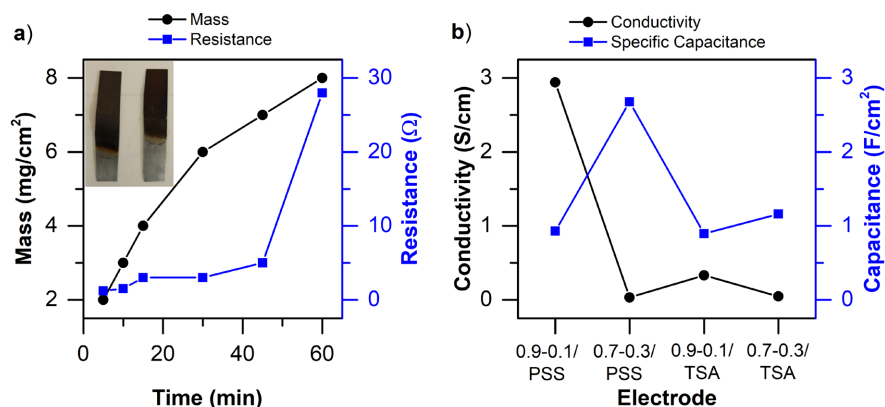 a)
Mass
Resistance
Mass (mg/cm²)
8
6
4
2
30
20
10
0
Resistance (Ω)
0
20
40
60
Time (min)
b)
Conductivity
Specific Capacitance
Conductivity (S/cm)
3
2
1
0
3
2
1
0
Capacitance (F/cm²)
0.9-0.1/
PSS
0.7-0.3/
PSS
0.9-0.1/
TSA
0.7-0.3/
TSA
Electrode